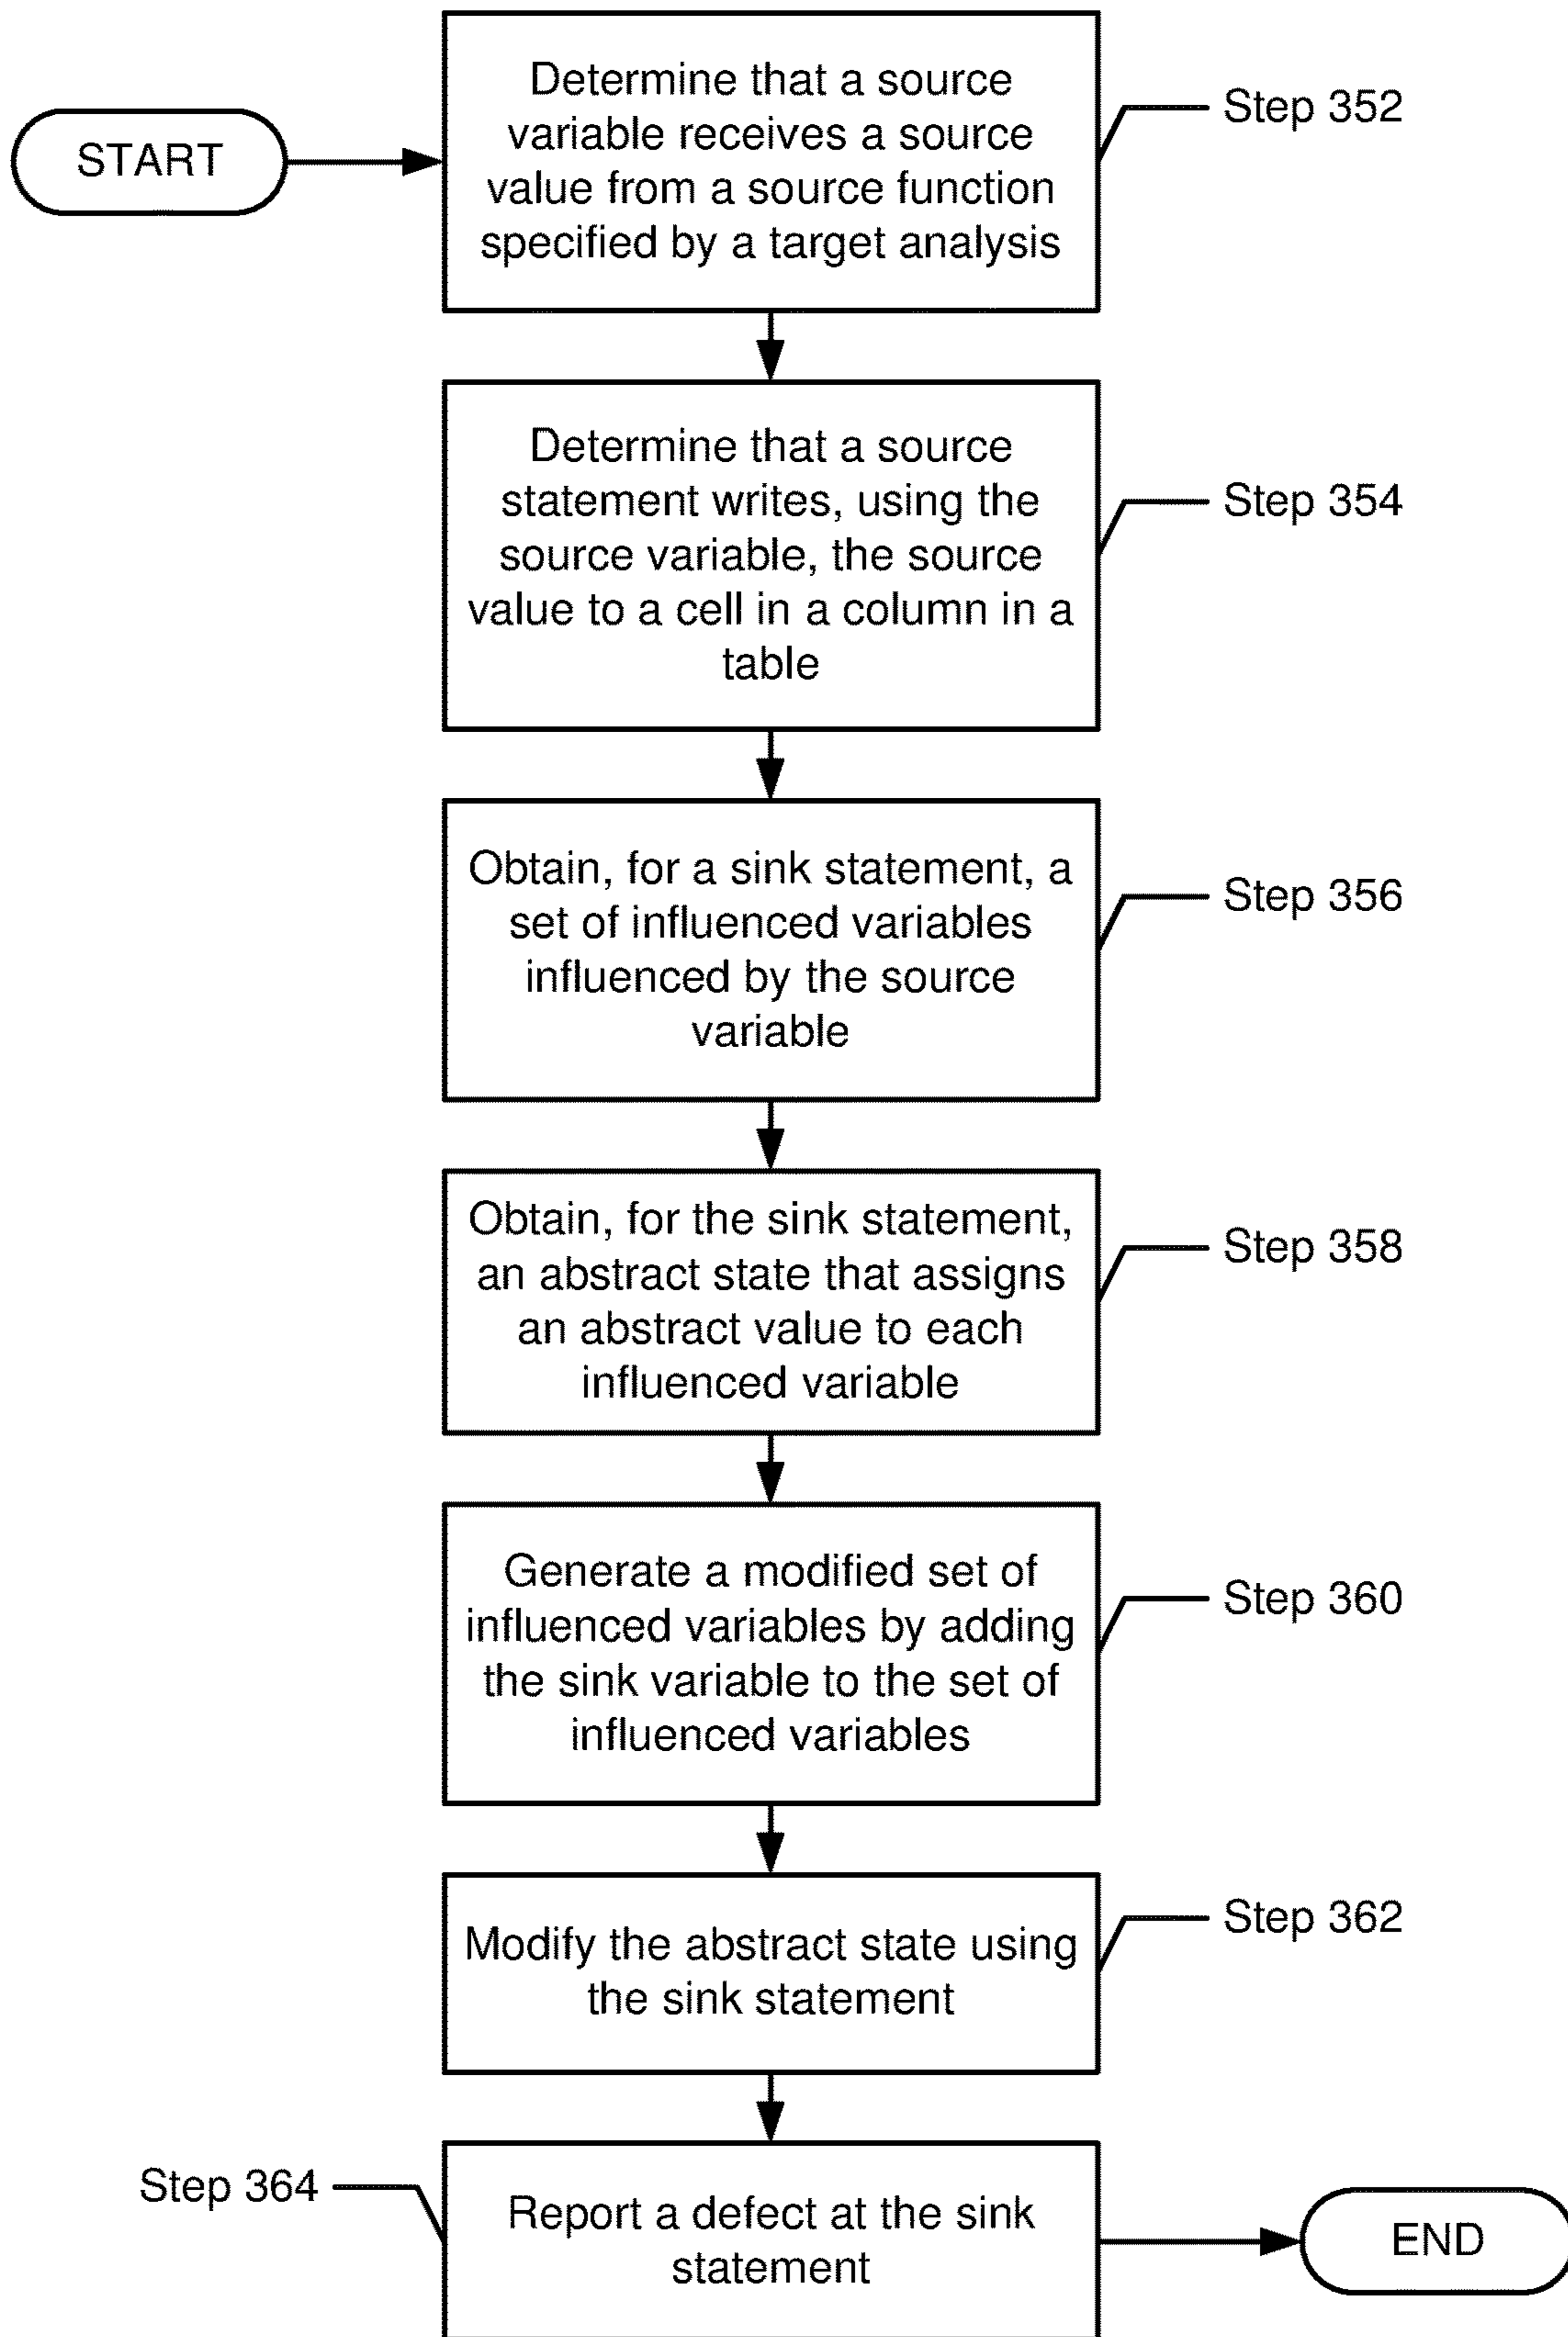 START
Determine that a source
variable receives a source
value from a source function
specified by a target analysis
Step 352
Determine that a source
statement writes, using the
source variable, the source
value to a cell in a column in a
table
Step 354
Obtain, for a sink statement, a
set of influenced variables
influenced by the source
variable
Step 356
Obtain, for the sink statement,
an abstract state that assigns
an abstract value to each
influenced variable
Step 358
Generate a modified set of
influenced variables by adding
the sink variable to the set of
influenced variables
Step 360
Modify the abstract state using
the sink statement
Step 362
Step 364
Report a defect at the sink
statement
END